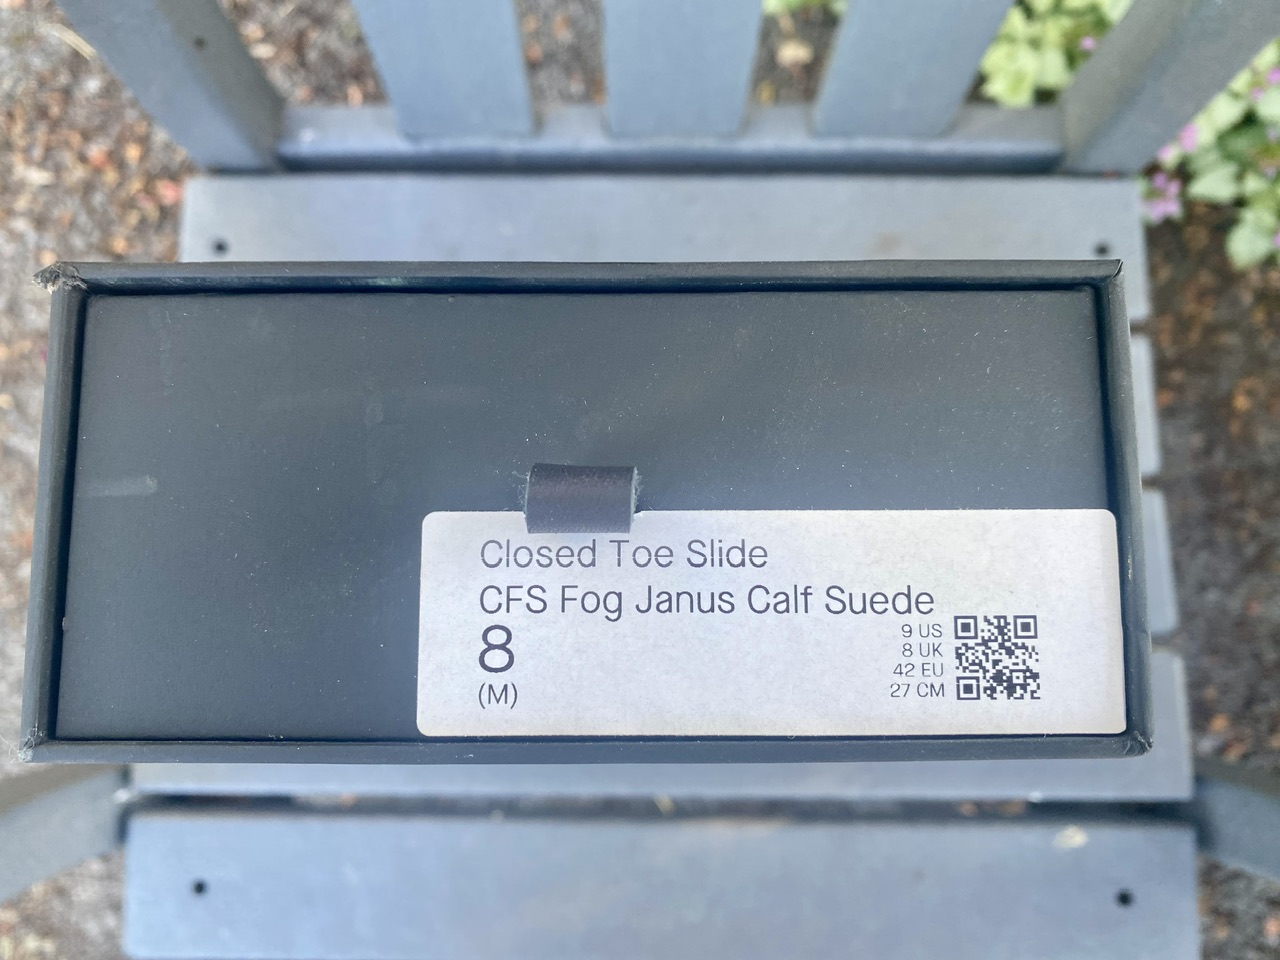 Closed Toe Slide
CFS Fog Janus Calf Suede
8
(M)
9 US
8 UK
42 EU
27 CM